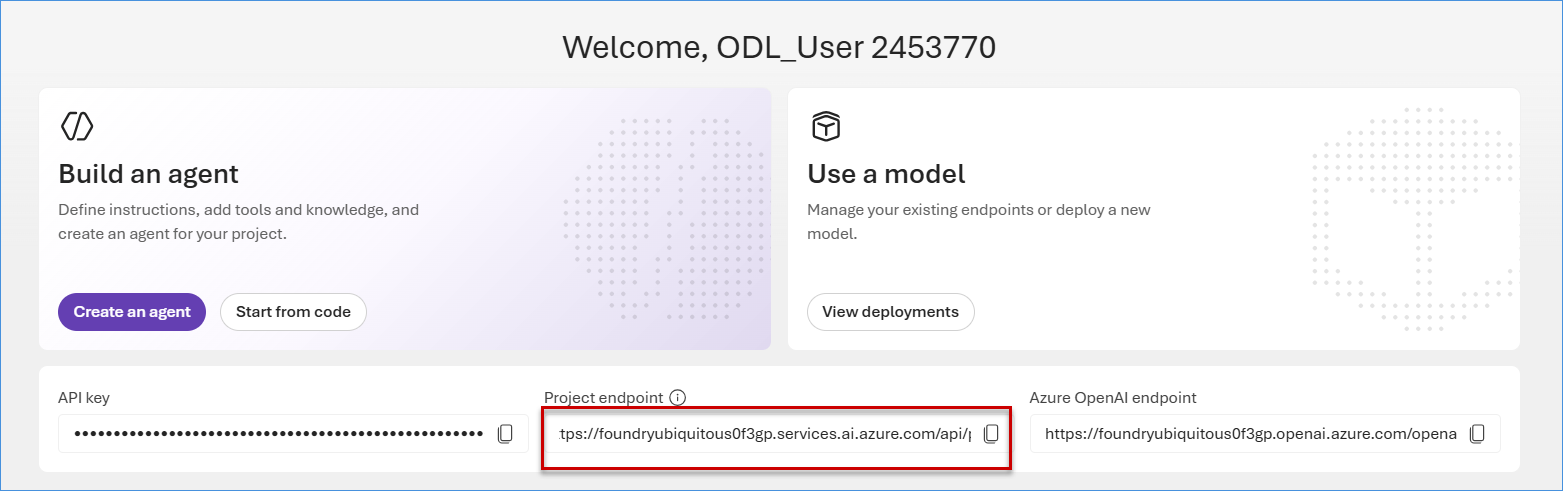 Welcome, ODL_User 2453770
Build an agent
Define instructions, add tools and knowledge, and
create an agent for your project.
Create an agent
Start from code
Use a model
Manage your existing endpoints or deploy a new
model.
View deployments
API key
••••••••••••••••••••••••••••••••••••••••••••••••••••
Project endpoint
tps://foundryubiquitous0f3gp.services.ai.azure.com/api/
Azure OpenAI endpoint
https://foundryubiquitous0f3gp.openai.azure.com/opena